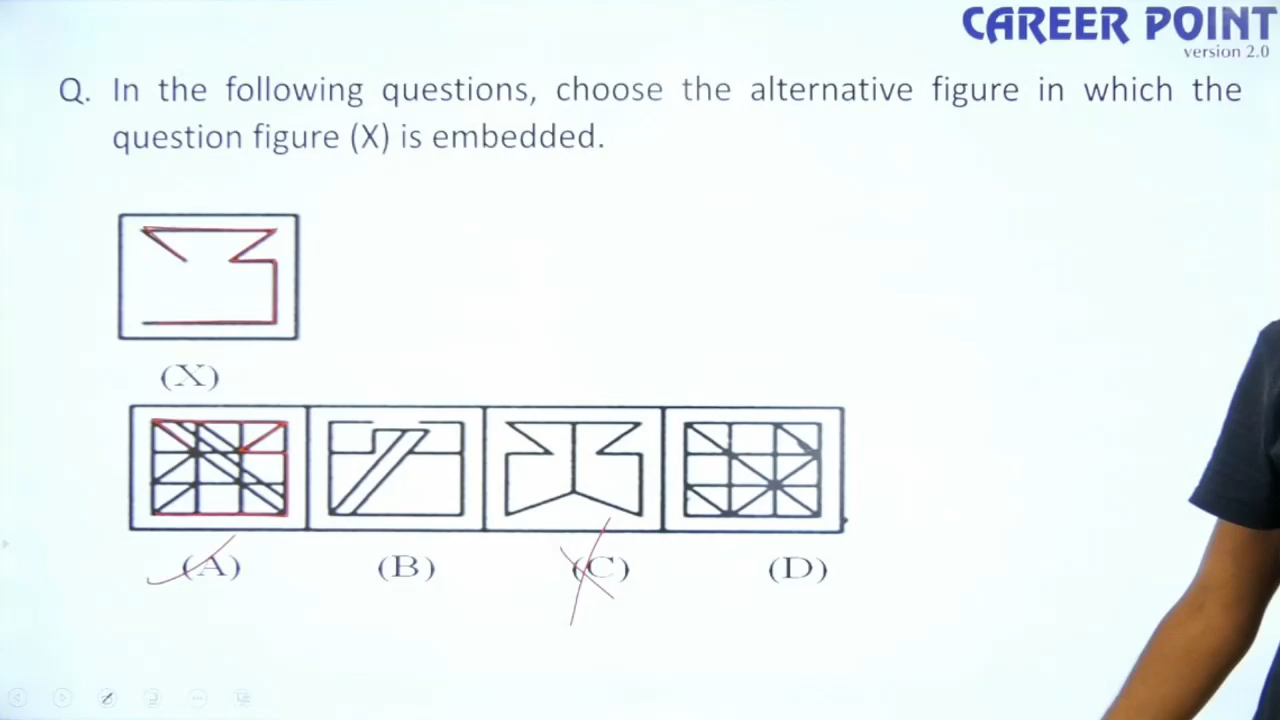 CAREER POINT
version 2.0
Q. In the following questions, choose the alternative figure in which the
question figure (X) is embedded.
(X)
(A) (B) (C) (D)